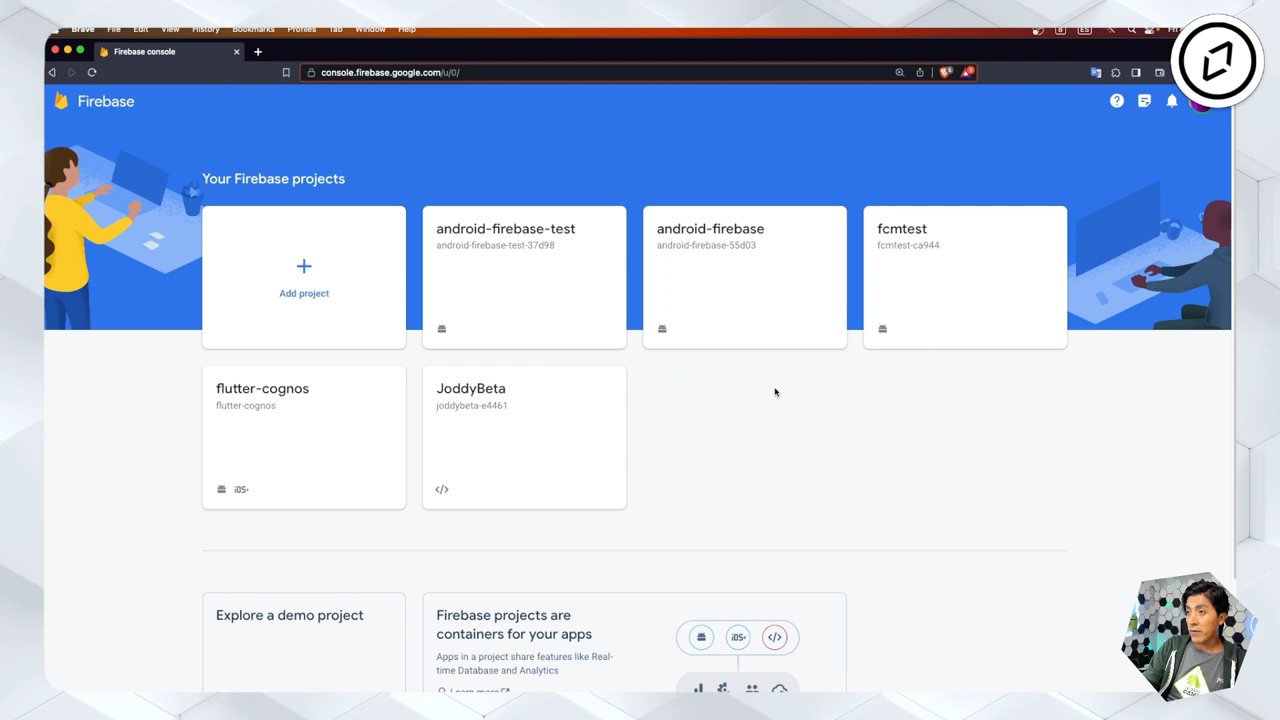 Brave File Edit View History Bookmarks Profiles Tab Window Help
Firebase console
console.firebase.google.com/u/0/
Firebase
Your Firebase projects
Add project
android-firebase-test
android-firebase-test-37d98
android-firebase
android-firebase-55d03
fcmtest
fcmtest-ca944
flutter-cognos
flutter-cognos
iOS+
JoddyBeta
joddybeta-e4461
</>
Explore a demo project
Firebase projects are
containers for your apps
Apps in a project share features like Real-
time Database and Analytics
Learn more
iOS+
</>